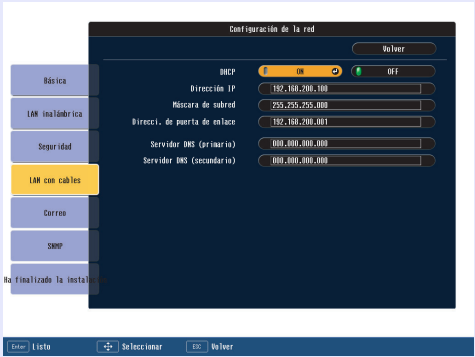 Configuración de la red
Volver
DHCP ON OFF
Dirección IP 192.168.200.100
Máscara de subred 255.255.255.000
Direcci. de puerta de enlace 192.168.200.001
Servidor DNS (primario) 000.000.000.000
Servidor DNS (secundario) 000.000.000.000
Básica
LAN inalámbrica
Seguridad
LAN con cables
Correo
SNMP
Ha finalizado la instalación
Enter Listo Seleccionar ESC Volver